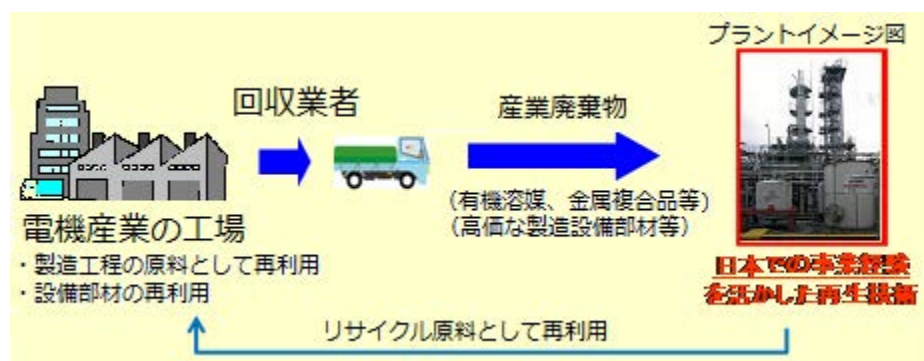 プラントイメージ図
回収業者
産業廃棄物
(有機溶媒、金属複合品等)
(高価な製造設備部材等)
電機産業の工場
・製造工程の原料として再利用
・設備部材の再利用
日本での事業経験
を活かした再生技術
リサイクル原料として再利用